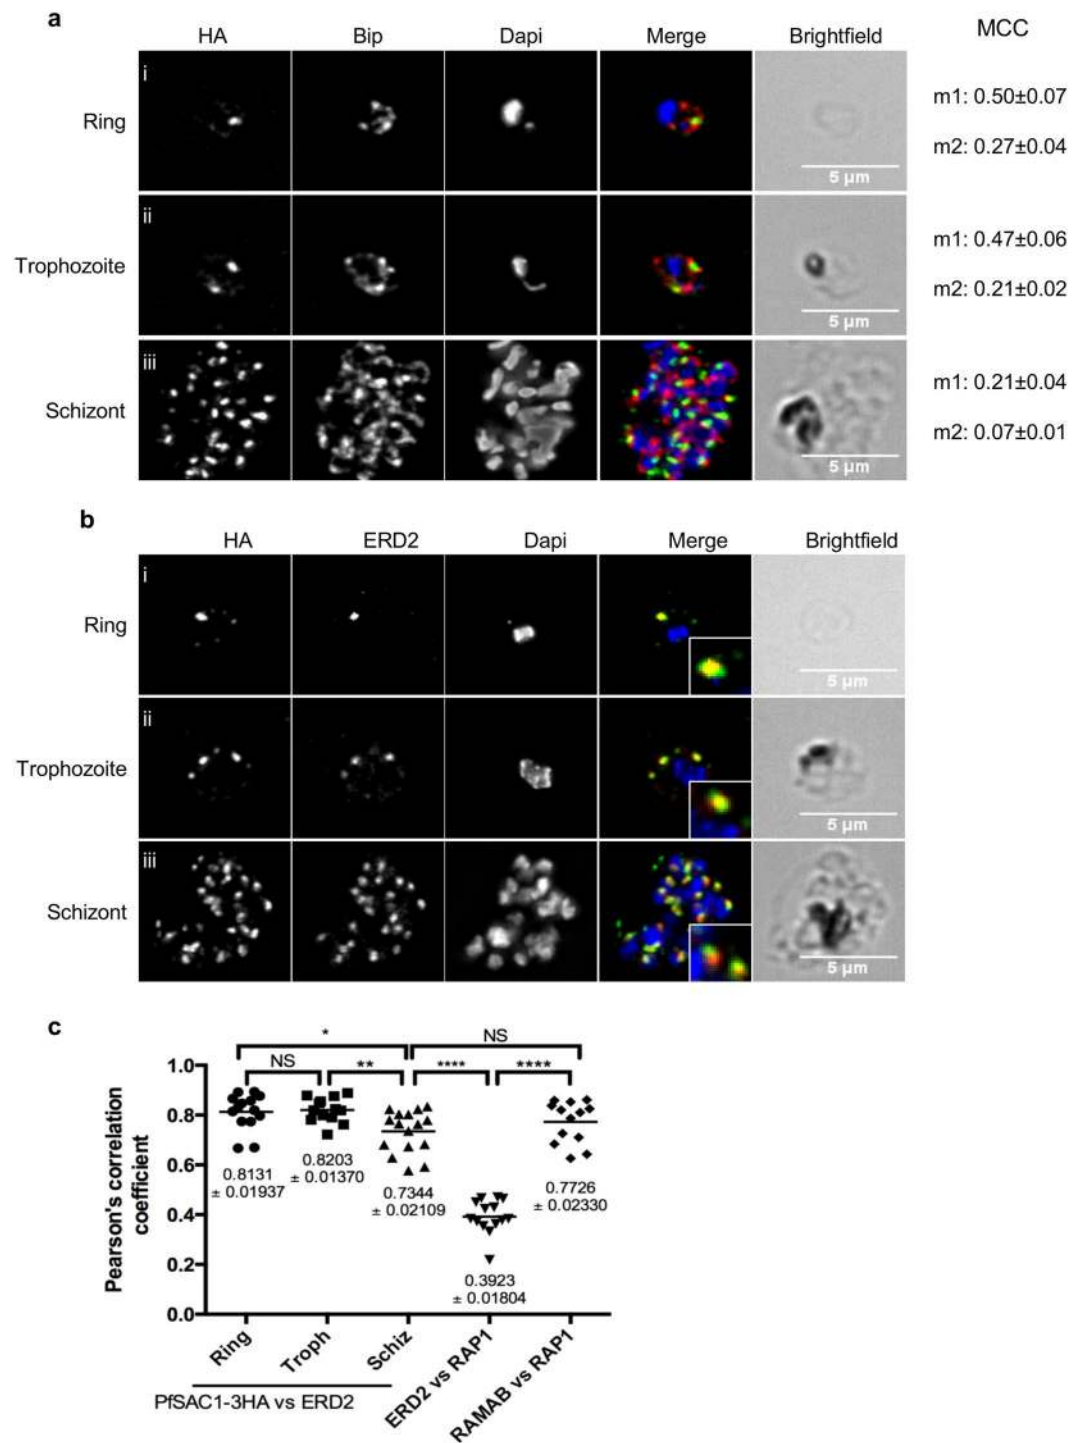 a
HA Bip Dapi Merge Brightfield MCC
i
Ring
m1: 0.50±0.07
m2: 0.27±0.04
5 µm
ii
Trophozoite
m1: 0.47±0.06
m2: 0.21±0.02
5 µm
iii
Schizont
m1: 0.21±0.04
m2: 0.07±0.01
5 µm
b
HA ERD2 Dapi Merge Brightfield
i
Ring
5 µm
ii
Trophozoite
5 µm
iii
Schizont
5 µm
c
* NS
NS ** **** ****
Pearson's correlation
coefficient
1.0
0.8
0.6
0.4
0.2
0.0
0.8131
± 0.01937
0.8203
± 0.01370
0.7344
± 0.02109
0.3923
± 0.01804
0.7726
± 0.02330
Ring
Troph
Schiz
ERD2 vs RAP1
RAMAB vs RAP1
PfSAC1-3HA vs ERD2